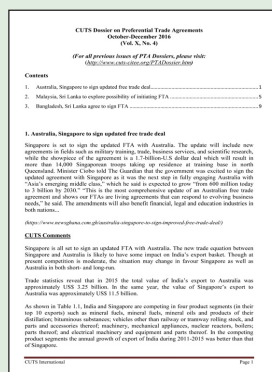 CUTS Dossier on Preferential Trade Agreements
October-December 2016
(Vol. X, No. 4)
(For all previous issues of PTA Dossiers, please visit:
(http://www.cuts-citee.org/PTADossier.htm)
Contents
1. Australia, Singapore to sign updated free trade deal...1
2. Malaysia, Sri Lanka to explore possibility of initiating FTA...5
3. Bangladesh, Sri Lanka agree to sign FTA...9
1. Australia, Singapore to sign updated free trade deal
Singapore is set to sign the updated FTA with Australia. The update will include new
agreements in fields such as military training, trade, business services, and scientific research,
while the showpiece of the agreement is a 1.7-billion-U.S dollar deal which will result in
more than 14,000 Singaporean troops taking up residence at training base in north
Queensland. Minister Ciobo told The Guardian that the government was excited to sign the
updated agreement with Singapore as it was the next step in fully engaging Australia with
"Asia's emerging middle class," which he said is expected to grow "from 600 million today
to 3 billion by 2030." "This is the most comprehensive update of an Australian free trade
agreement and shows our FTAs are living agreements that can respond to evolving business
needs," he said. The amendments will also benefit financial, legal and education industries in
both nations...
(https://www.newsghana.com.gh/australia-singapore-to-sign-improved-free-trade-deal/)
CUTS Comments
Singapore is all set to sign an updated FTA with Australia. The new trade equation between
Singapore and Australia is likely to have some impact on India's export basket. Though at
present competition is moderate, the situation may change in favour Singapore as well as
Australia in both short- and long-run.
Trade statistics reveal that in 2015 the total value of India's export to Australia was
approximately US$ 3.25 billion. In the same year, the value of Singapore's export to
Australia was approximately US$ 11.5 billion.
As shown in Table 1.1, India and Singapore are competing in four product segments (in their
top 10 exports) such as mineral fuels, mineral fuels, mineral oils and products of their
distillation; bituminous substances; vehicles other than railway or tramway rolling stock, and
parts and accessories thereof; machinery, mechanical appliances, nuclear reactors, boilers;
parts thereof; and electrical machinery and equipment and parts thereof. In the competing
product segments the annual growth of export of India during 2011-2015 was better than that
of Singapore.
CUTS International Page 1